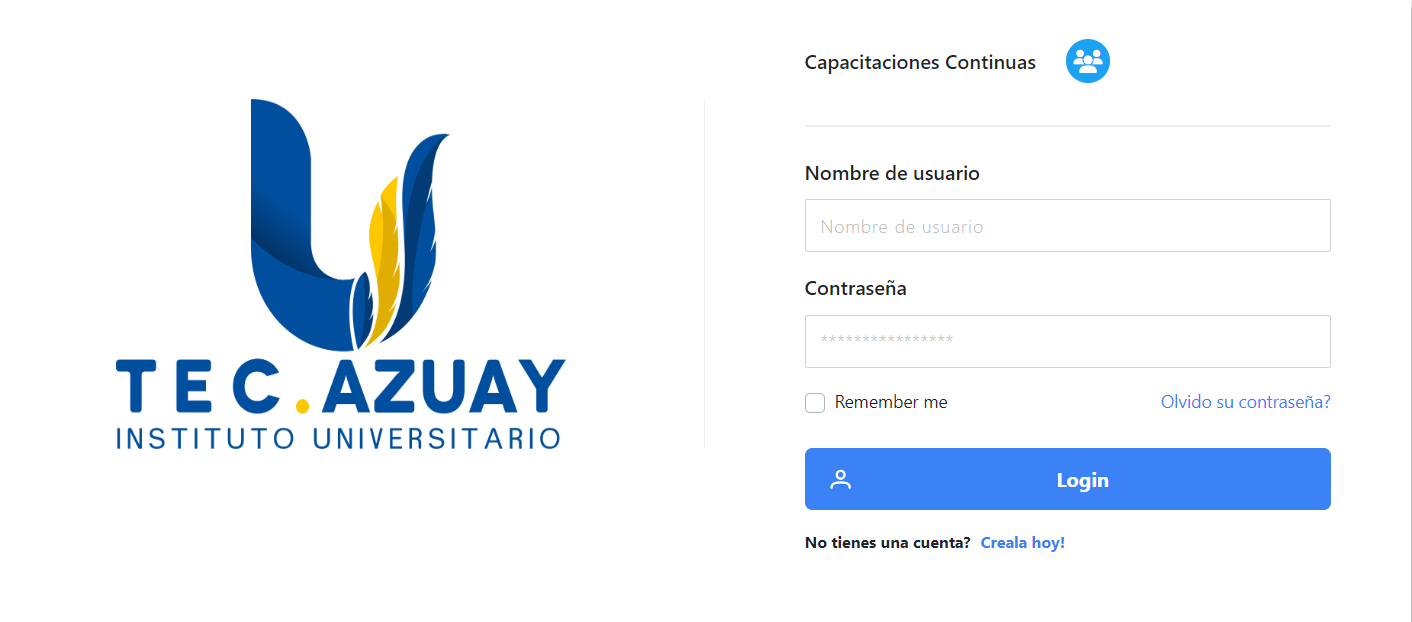 TEC.AZUAY
INSTITUTO UNIVERSITARIO
Capacitaciones Continuas
Nombre de usuario
Nombre de usuario
Contraseña
****************
Remember me
Olvido su contraseña?
Login
No tienes una cuenta? Creala hoy!